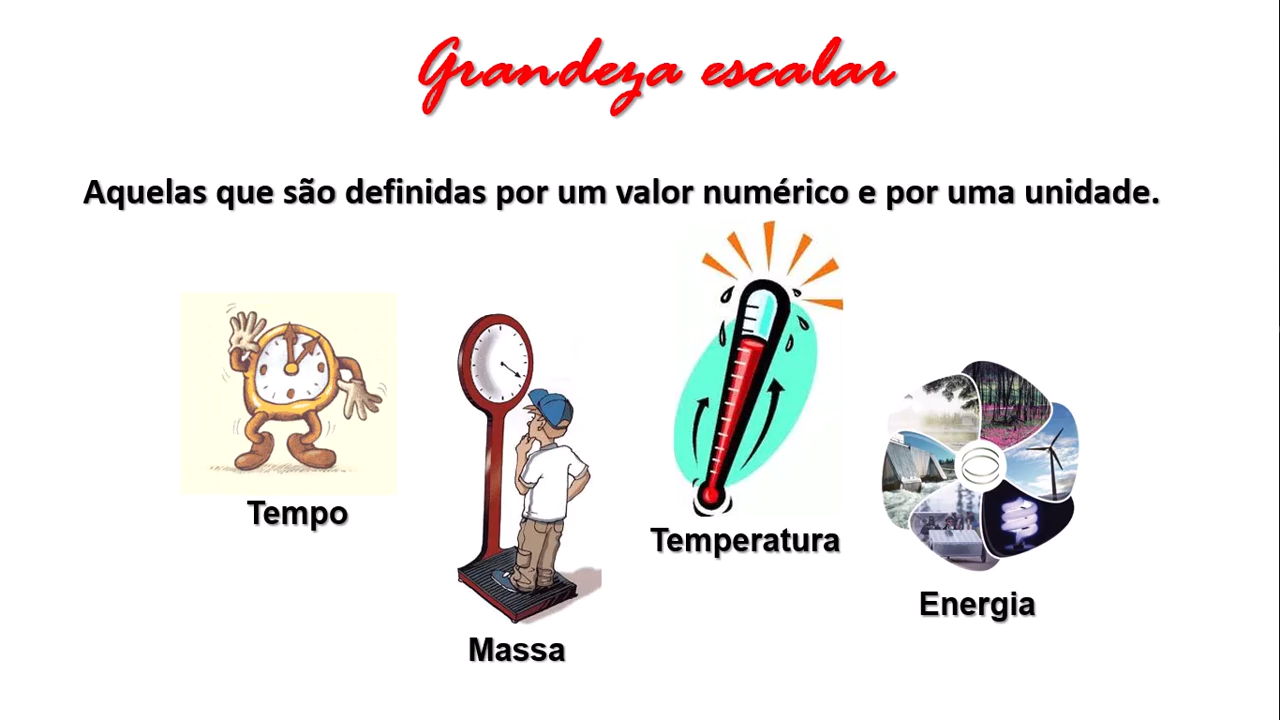 Grandeza escalar
Aquelas que são definidas por um valor numérico e por uma unidade.
Tempo
Massa
Temperatura
Energia